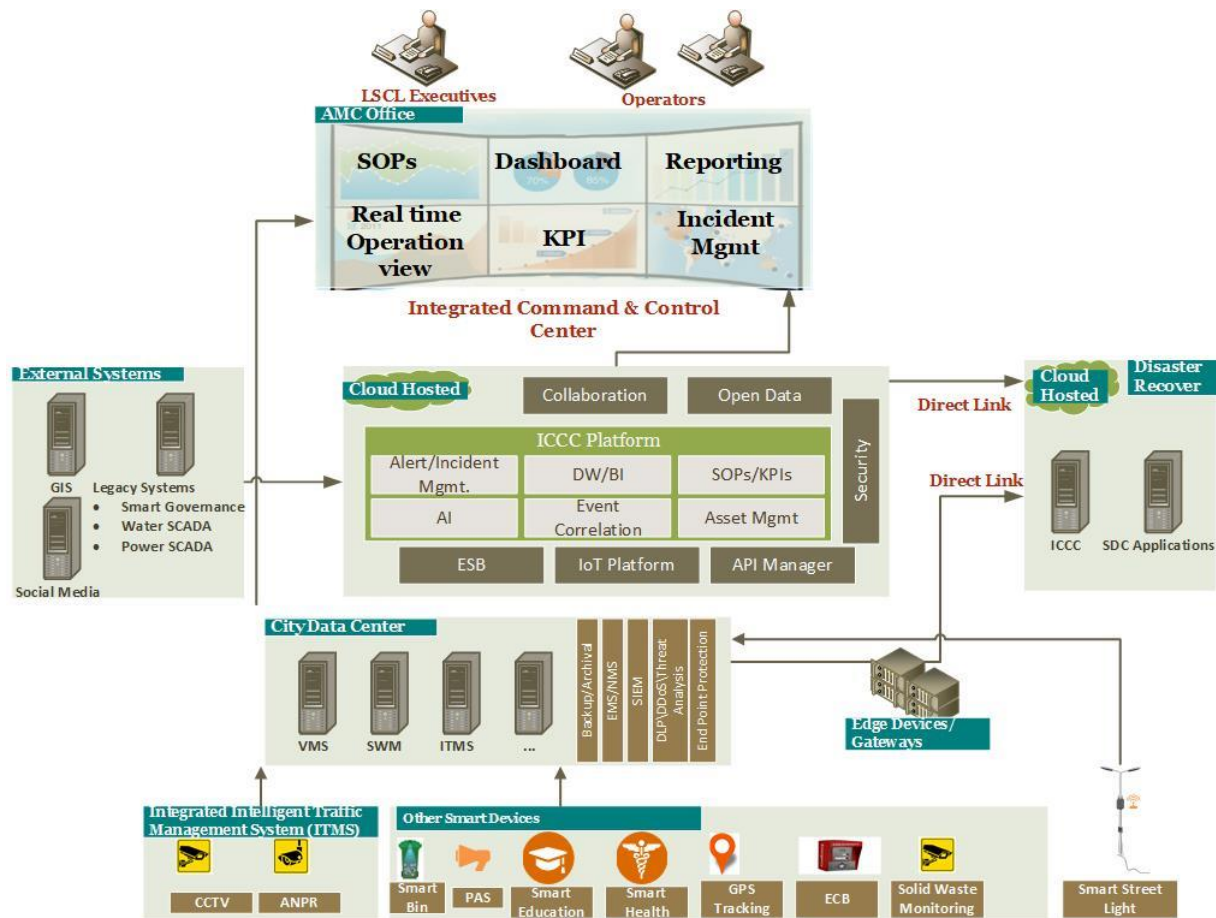 LSCL Executives
Operators
AMC Office
SOPs
Dashboard
Reporting
Real time
Operation
view
KPI
Incident
Mgmt
Integrated Command & Control
Center
External Systems
GIS
Legacy Systems
• Smart Governance
• Water SCADA
• Power SCADA
Social Media
Cloud Hosted
Collaboration
Open Data
ICCC Platform
Alert/Incident
Mgmt.
DW/BI
SOPs/KPIs
AI
Event
Correlation
Asset Mgmt
Security
ESB
IoT Platform
API Manager
Direct Link
Direct Link
Cloud
Hosted
Disaster
Recover
ICCC
SDC Applications
City Data Center
VMS
SWM
ITMS
...
Backup/Archival
EMS/NMS
SIEM
DLP\DDoS\Threat
Analysis
End Point Protection
Edge Devices/
Gateways
Integrated Intelligent Traffic
Management System (ITMS)
CCTV
ANPR
Other Smart Devices
Smart
Bin
PAS
Smart
Education
Smart
Health
GPS
Tracking
ECB
Solid Waste
Monitoring
Smart Street
Light